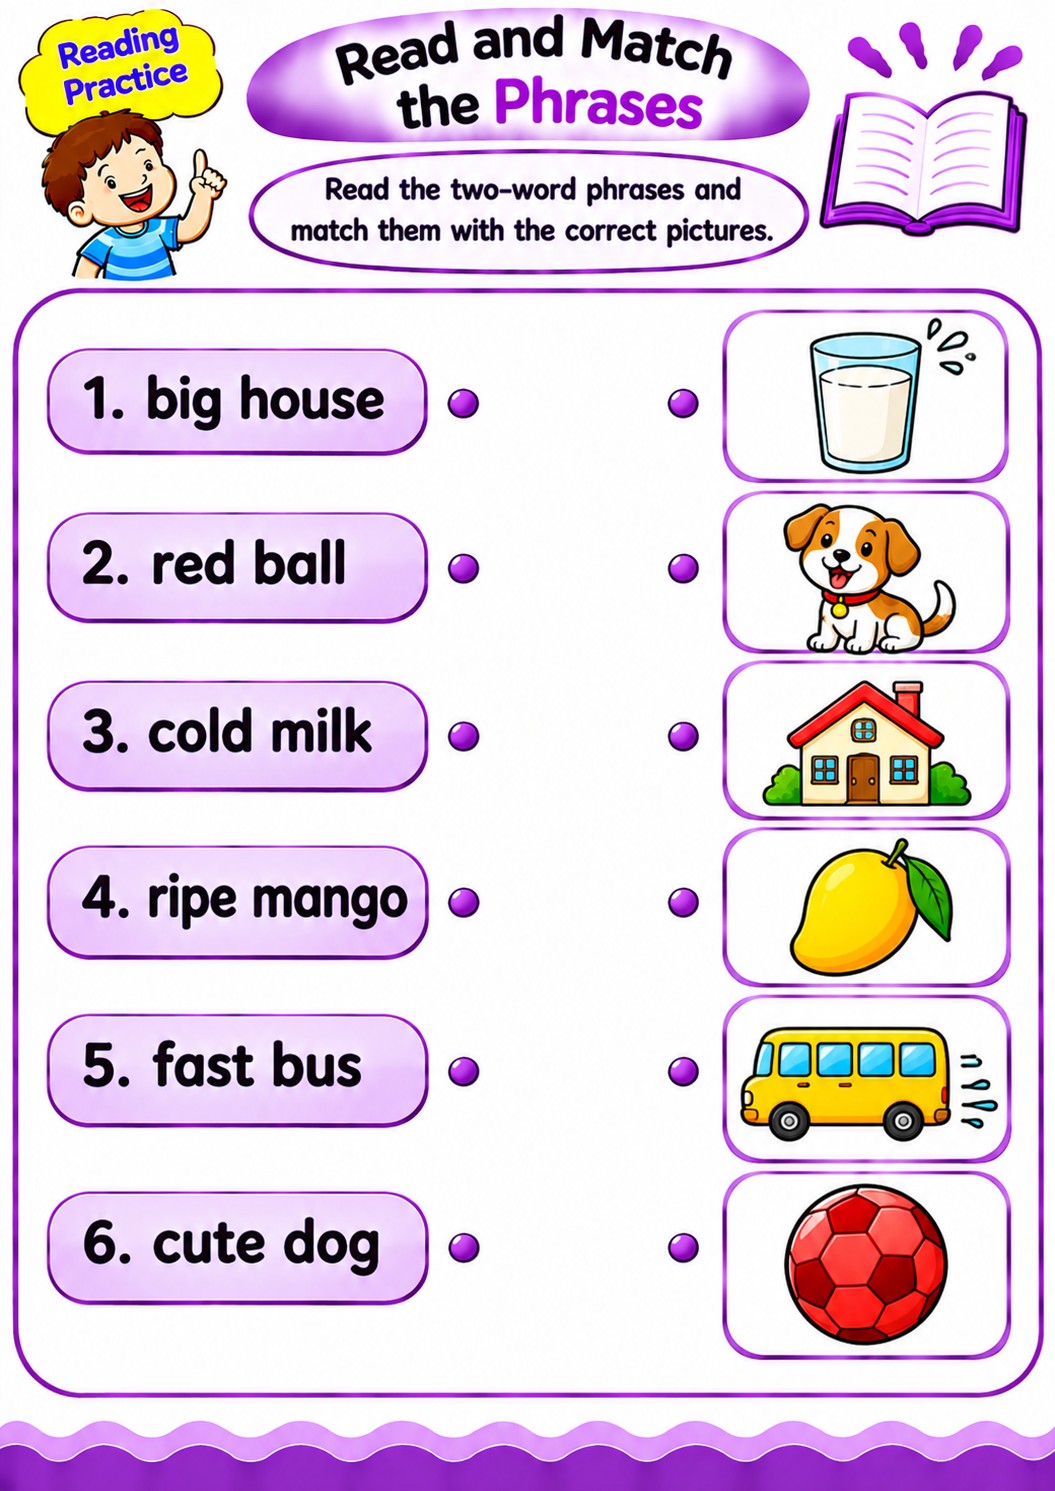 Reading
Practice
Read and Match
the Phrases
Read the two-word phrases and
match them with the correct pictures.
1. big house
2. red ball
3. cold milk
4. ripe mango
5. fast bus
6. cute dog